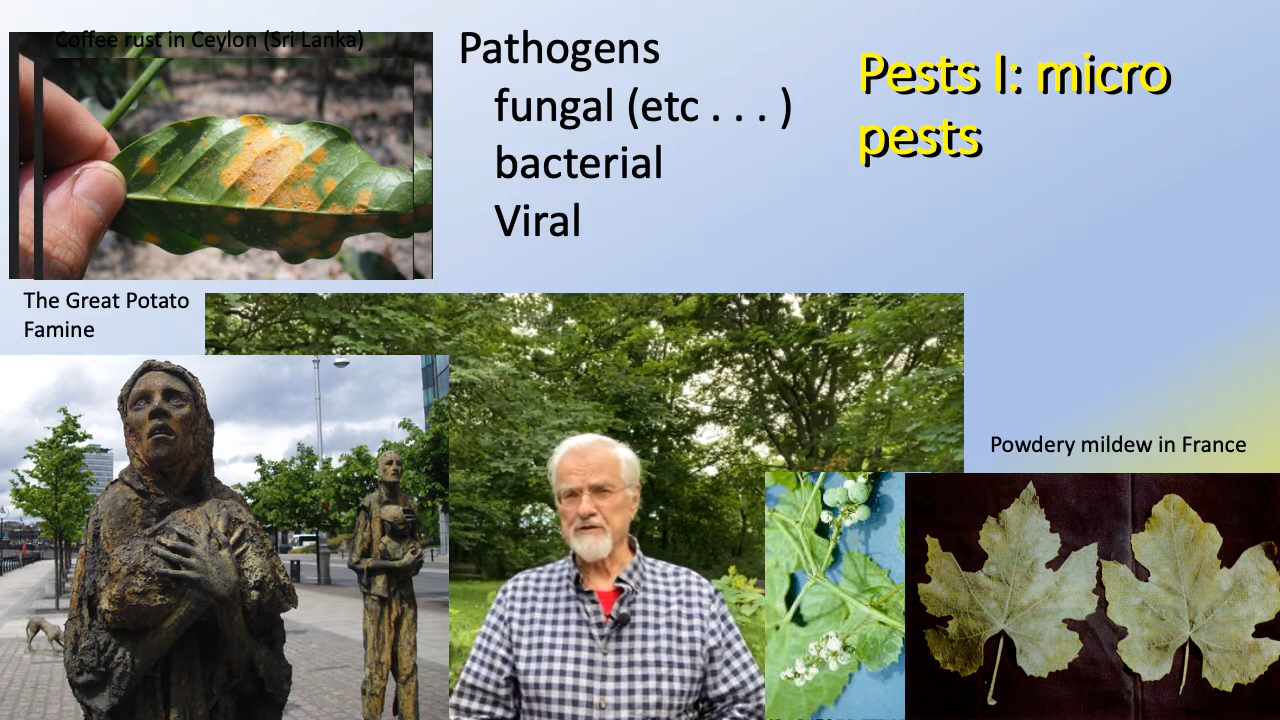 Coffee rust in Ceylon (Sri Lanka)
Pathogens
fungal (etc . . . )
bacterial
Viral
Pests I: micro
pests
The Great Potato
Famine
Powdery mildew in France